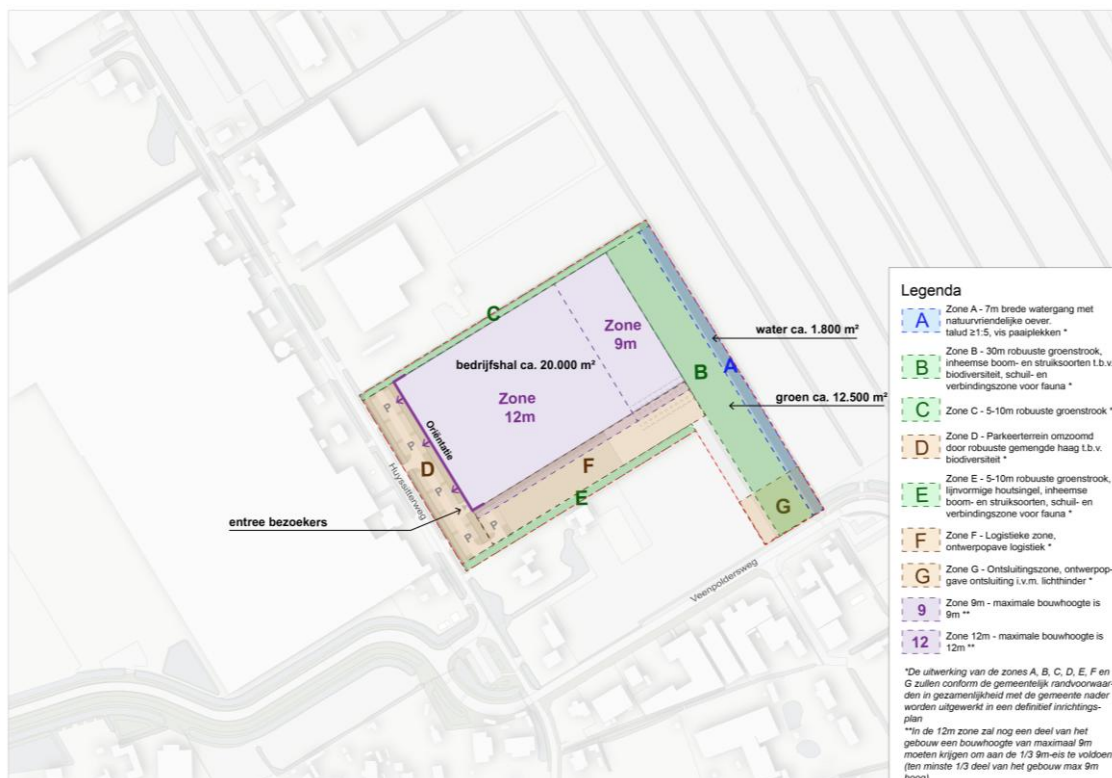 C
Zone
9m
bedrijfshal ca. 20.000 m²
Zone
12m
Oriëntatie
B
A
water ca. 1.800 m²
groen ca. 12.500 m²
P
P
P
D
F
E
G
P
P
P
Huyssitterweg
entree bezoekers
Veenpoldersweg
Legenda
A
Zone A - 7m brede watergang met
natuurvriendelijke oever.
talud ≥1:5, vis paaiplekken *
B
Zone B - 30m robuuste groenstrook,
inheemse boom- en struiksoorten t.b.v.
biodiversiteit, schuil- en
verbindingszone voor fauna *
C
Zone C - 5-10m robuuste groenstrook *
D
Zone D - Parkeerterrein omzoomd
door robuuste gemengde haag t.b.v.
biodiversiteit *
E
Zone E - 5-10m robuuste groenstrook,
lijnvormige houtsingel, inheemse
boom- en struiksoorten, schuil- en
verbindingszone voor fauna *
F
Zone F - Logistieke zone,
ontwerpopave logistiek *
G
Zone G - Ontsluitingszone, ontwerpop-
gave ontsluiting i.v.m. lichthinder *
9
Zone 9m - maximale bouwhoogte is
9m **
12
Zone 12m - maximale bouwhoogte is
12m **
*De uitwerking van de zones A, B, C, D, E, F en
G zullen conform de gemeentelijk randvoorwaar-
den in gezamenlijkheid met de gemeente nader
worden uitgewerkt in een definitief inrichtings-
plan
**In de 12m zone zal nog een deel van het
gebouw een bouwhoogte van maximaal 9m
moeten krijgen om aan de 1/3 9m-eis te voldoen
(ten minste 1/3 deel van het gebouw max 9m
hoog)